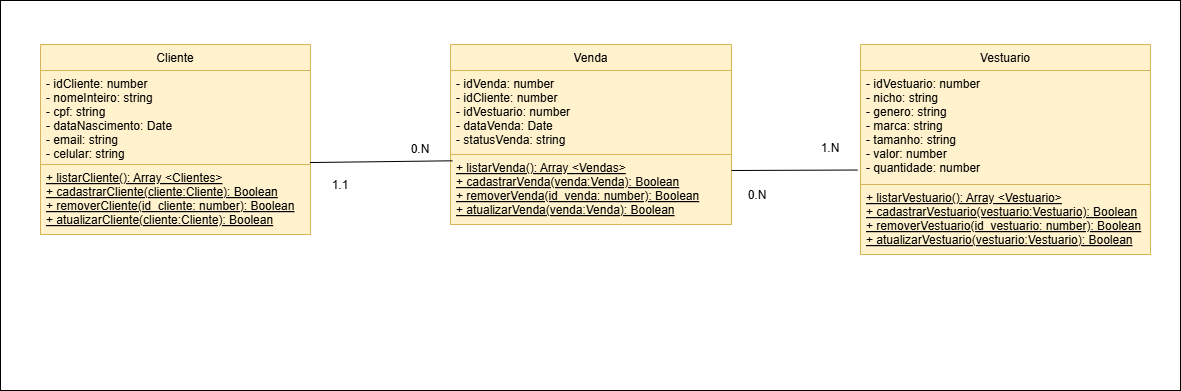 Cliente
- idCliente: number
- nomeInteiro: string
- cpf: string
- dataNascimento: Date
- email: string
- celular: string
+ listarCliente(): Array <Clientes>
+ cadastrarCliente(cliente:Cliente): Boolean
+ removerCliente(id_cliente: number): Boolean
+ atualizarCliente(cliente:Cliente): Boolean
0.N
1.1
Venda
- idVenda: number
- idCliente: number
- idVestuario: number
- dataVenda: Date
- statusVenda: string
+ listarVenda(): Array <Vendas>
+ cadastrarVenda(venda:Venda): Boolean
+ removerVenda(id_venda: number): Boolean
+ atualizarVenda(venda:Venda): Boolean
1.N
0.N
Vestuario
- idVestuario: number
- nicho: string
- genero: string
- marca: string
- tamanho: string
- valor: number
- quantidade: number
+ listarVestuario(): Array <Vestuario>
+ cadastrarVestuario(vestuario:Vestuario): Boolean
+ removerVestuario(id_vestuario: number): Boolean
+ atualizarVestuario(vestuario:Vestuario): Boolean